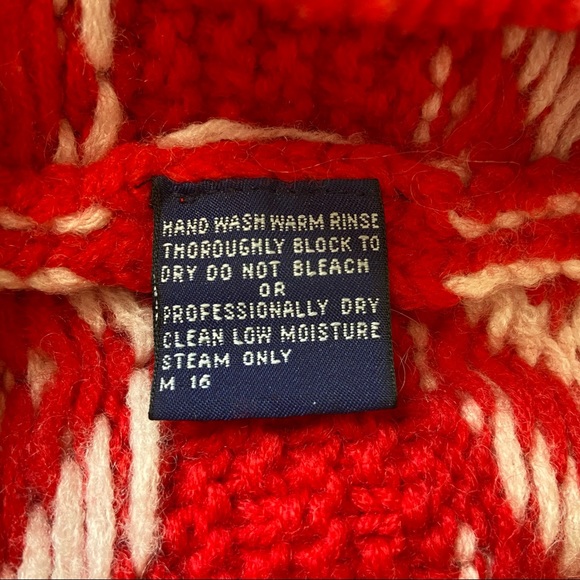 HAND WASH WARM RINSE
THOROUGHLY BLOCK TO
DRY DO NOT BLEACH
OR
PROFESSIONALLY DRY
CLEAN LOW MOISTURE
STEAM ONLY
M 16